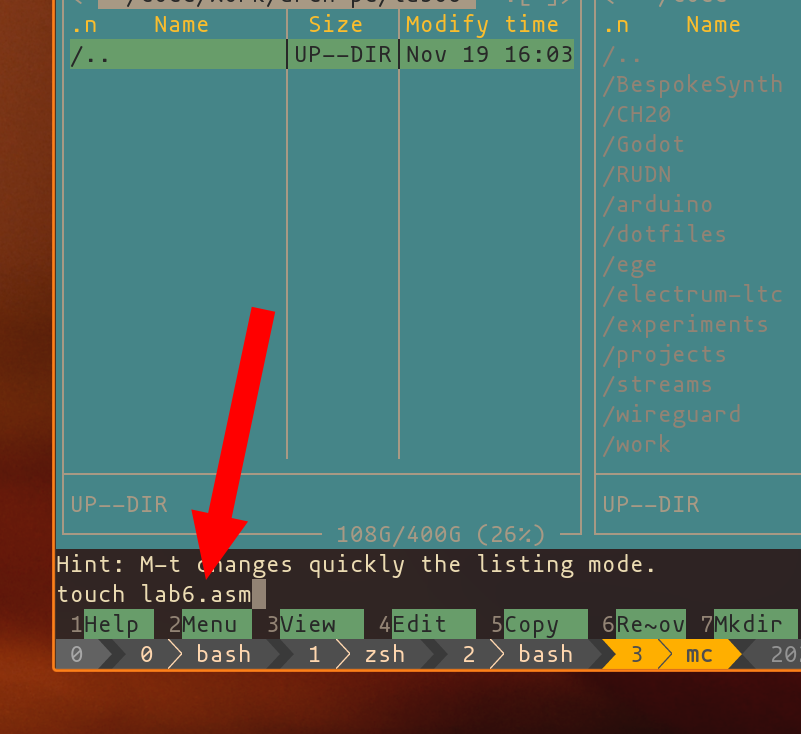 .n Name Size Modify time .n Name
/.. UP--DIR Nov 19 16:03 /..
/BespokeSynth
/CH20
/Godot
/RUDN
/arduino
/dotfiles
/ege
/electrum-ltc
/experiments
/projects
/streams
/wireguard
/work
UP--DIR UP--DIR
108G/400G (26%)
Hint: M-t changes quickly the listing mode.
touch lab6.asm
1Help 2Menu 3View 4Edit 5Copy 6Re~ov 7Mkdir
0 0 bash 1 zsh 2 bash 3 mc 20